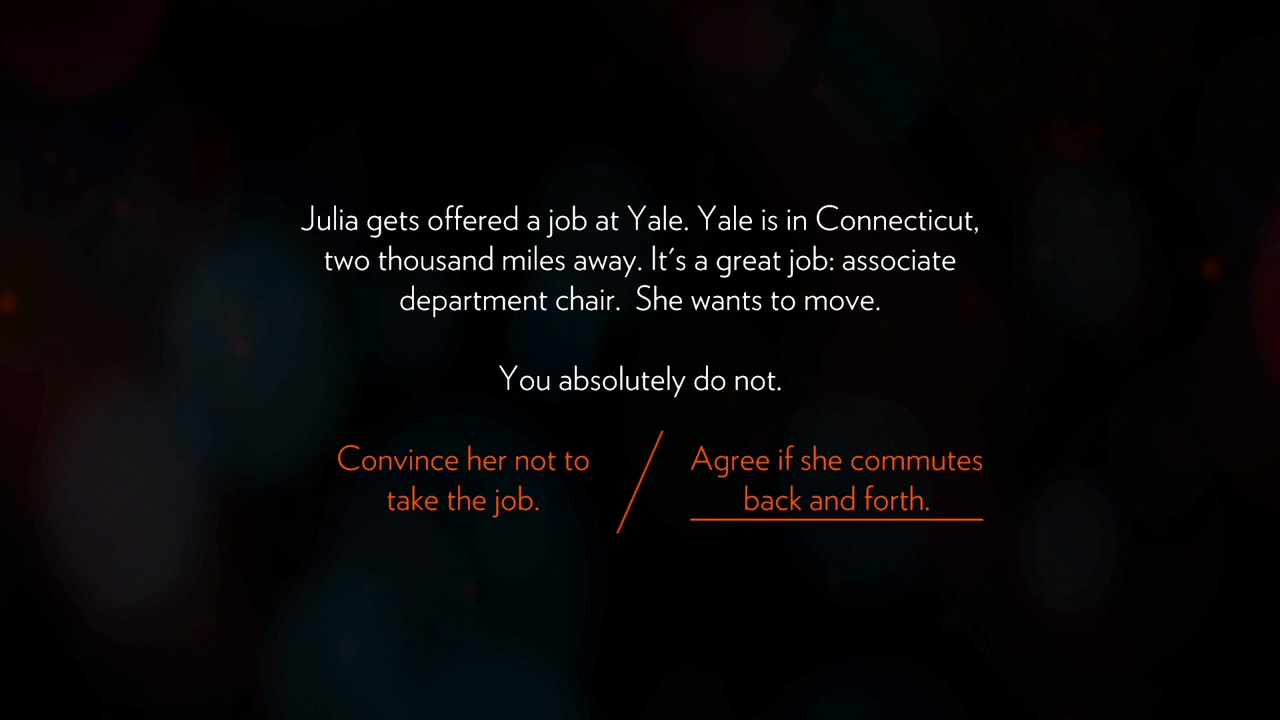 Julia gets offered a job at Yale. Yale is in Connecticut,
two thousand miles away. It's a great job: associate
department chair.  She wants to move.
You absolutely do not.
Convince her not to
take the job.
Agree if she commutes
back and forth.